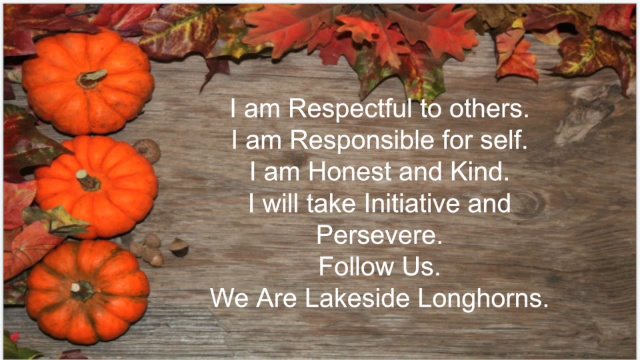 I am Respectful to others.
I am Responsible for self.
I am Honest and Kind.
I will take Initiative and
Persevere.
Follow Us.
We Are Lakeside Longhorns.